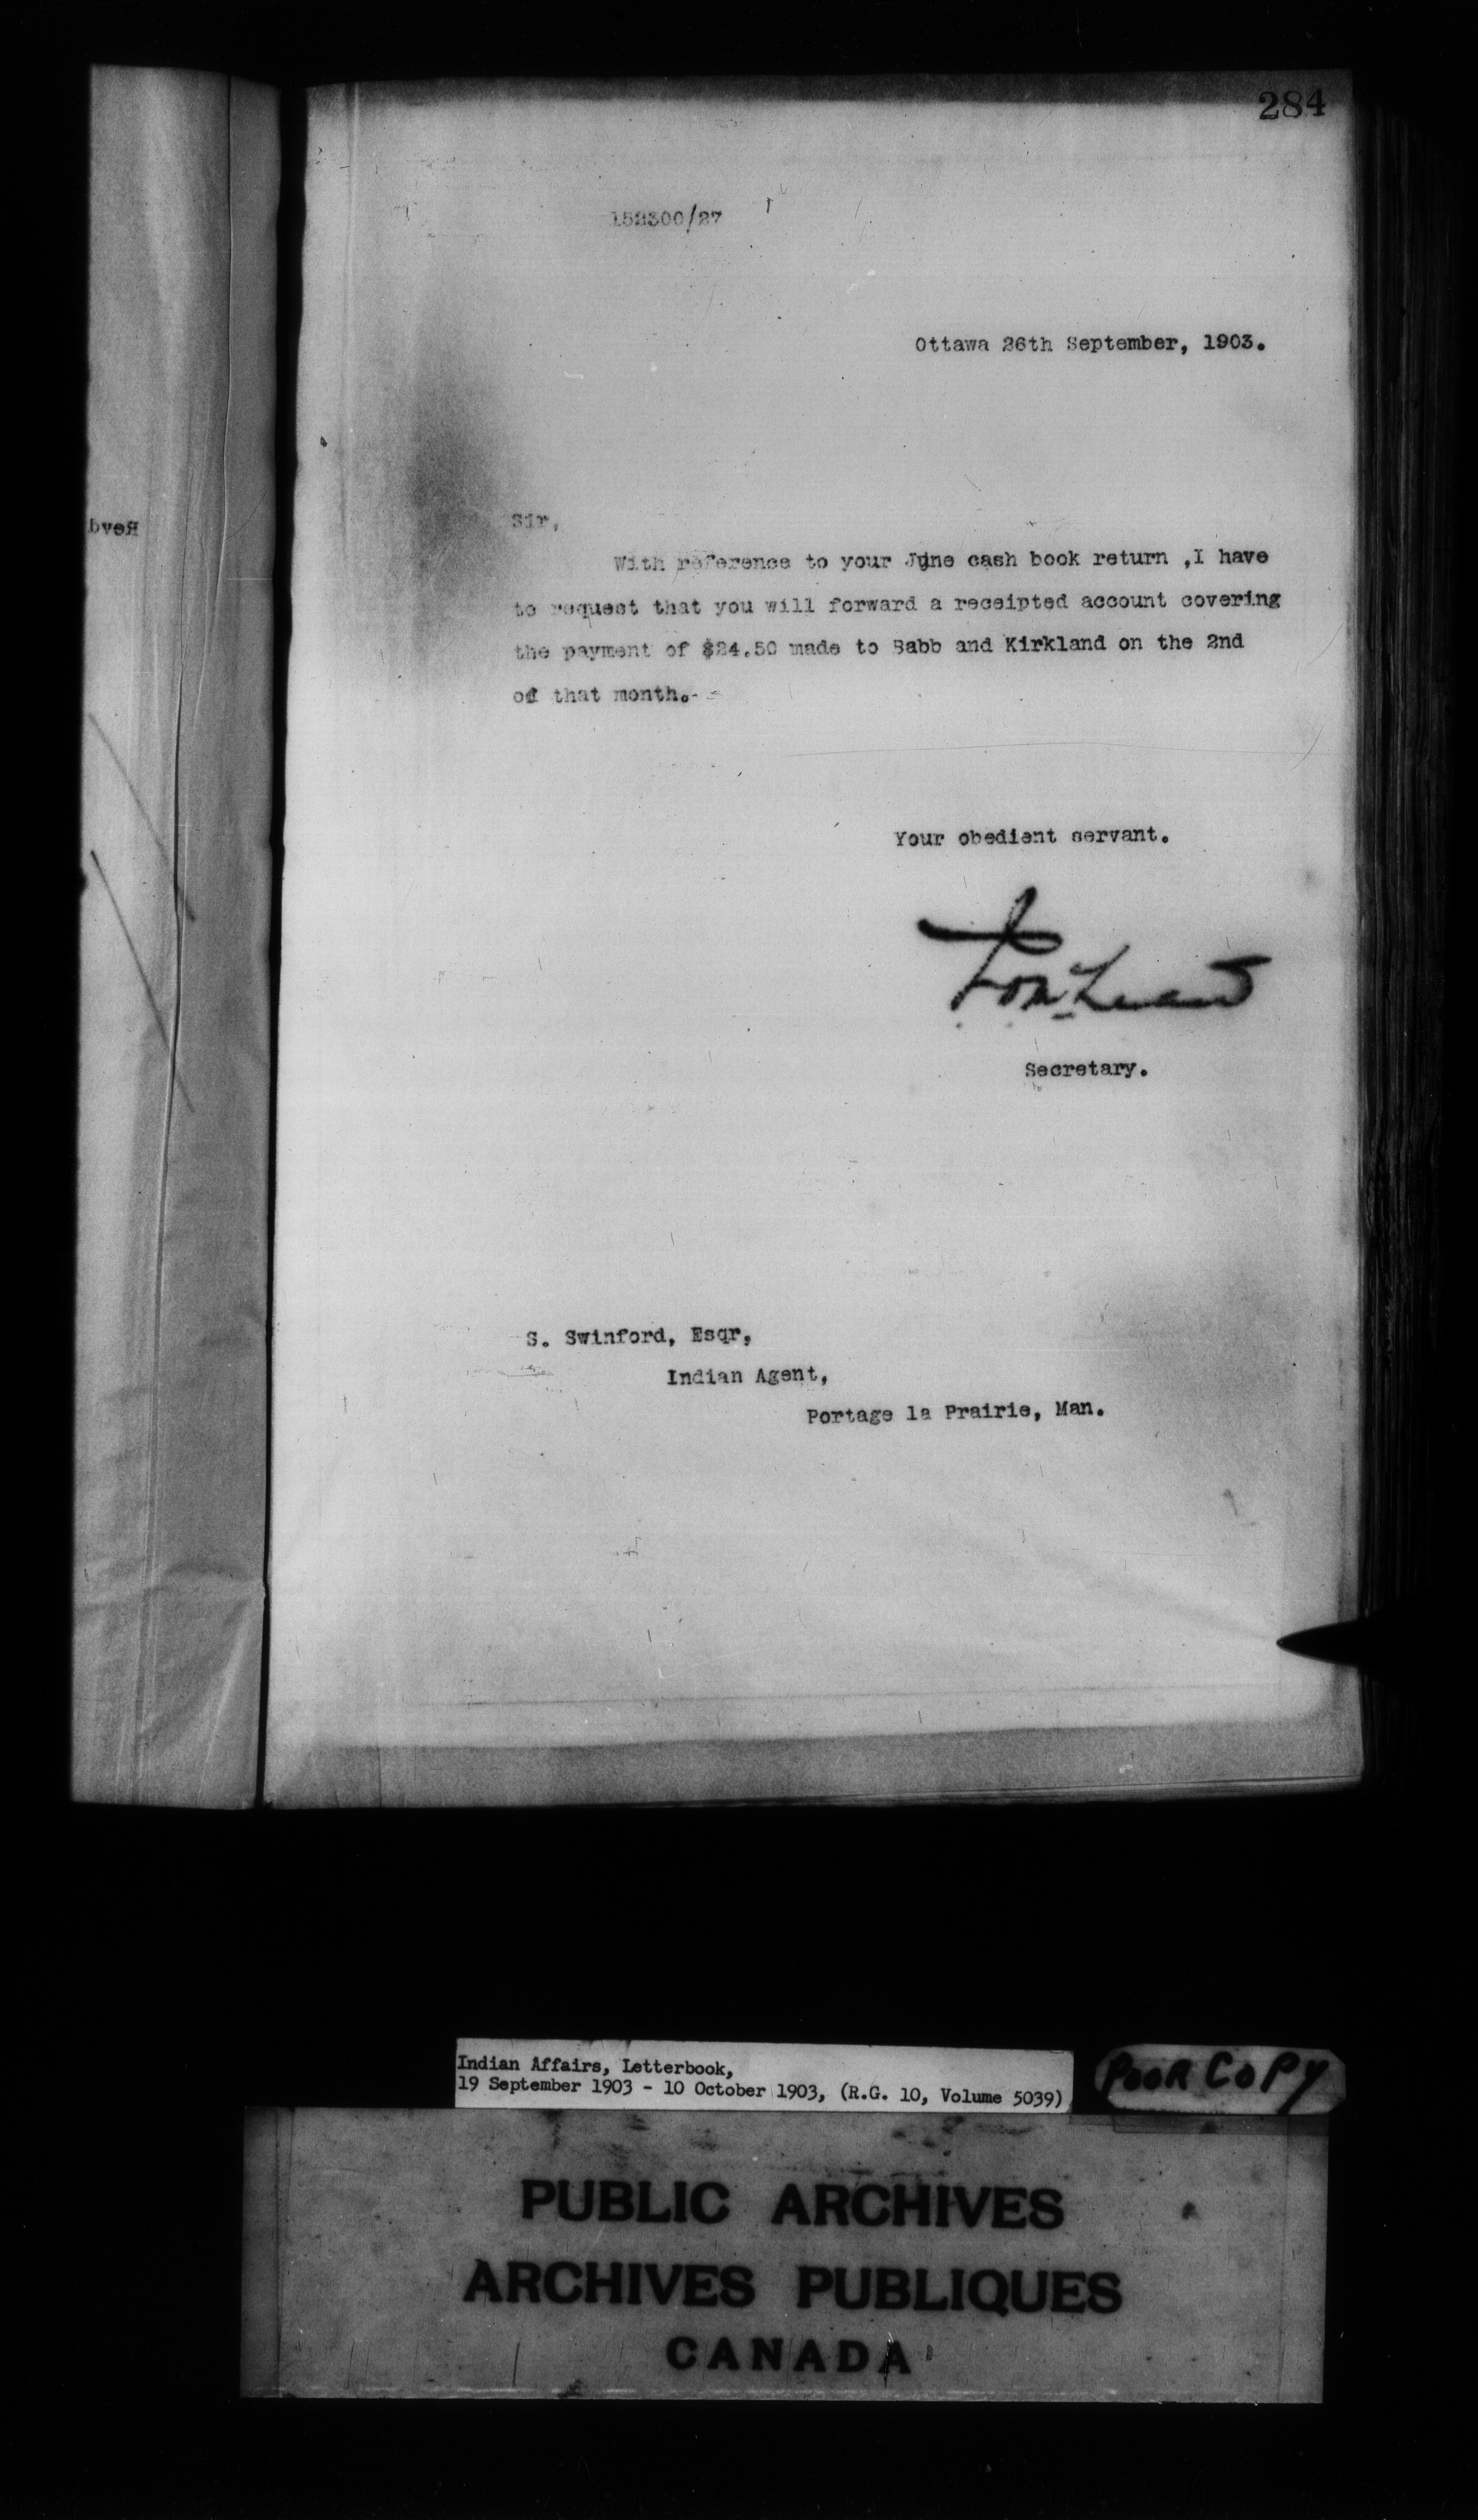 284
152300/27
Ottawa 26th September, 1903.
Sir,
With reference to your June cash book return ,I have
to request that you will forward a receipted account covering
the payment of $24.50 made to Babb and Kirkland on the 2nd
of that month.-
Your obedient servant.
Secretary.
S. Swinford, Esqr,
Indian Agent,
Portage la Prairie, Man.
Indian Affairs, Letterbook,
19 September 1903 - 10 October 1903, (R.G. 10, Volume 5039)
POOR COPY
PUBLIC ARCHIVES
ARCHIVES PUBLIQUES
CANADA